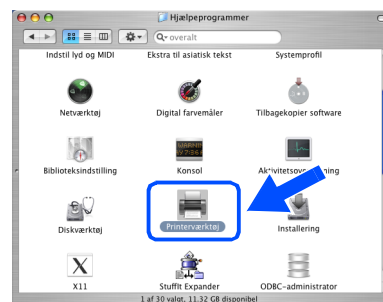 Hjælpeprogrammer
overalt
Indstil lyd og MIDI Ekstra til asiatisk tekst Systemprofil
Netværktøj Digital farvemåler Tilbagekopier software
Biblioteksindstilling Konsol
Diskværktøj Printerværktøj Installering
X11 StuffIt Expander ODBC-administrator
1 af 30 valgt, 11.32 GB disponibel